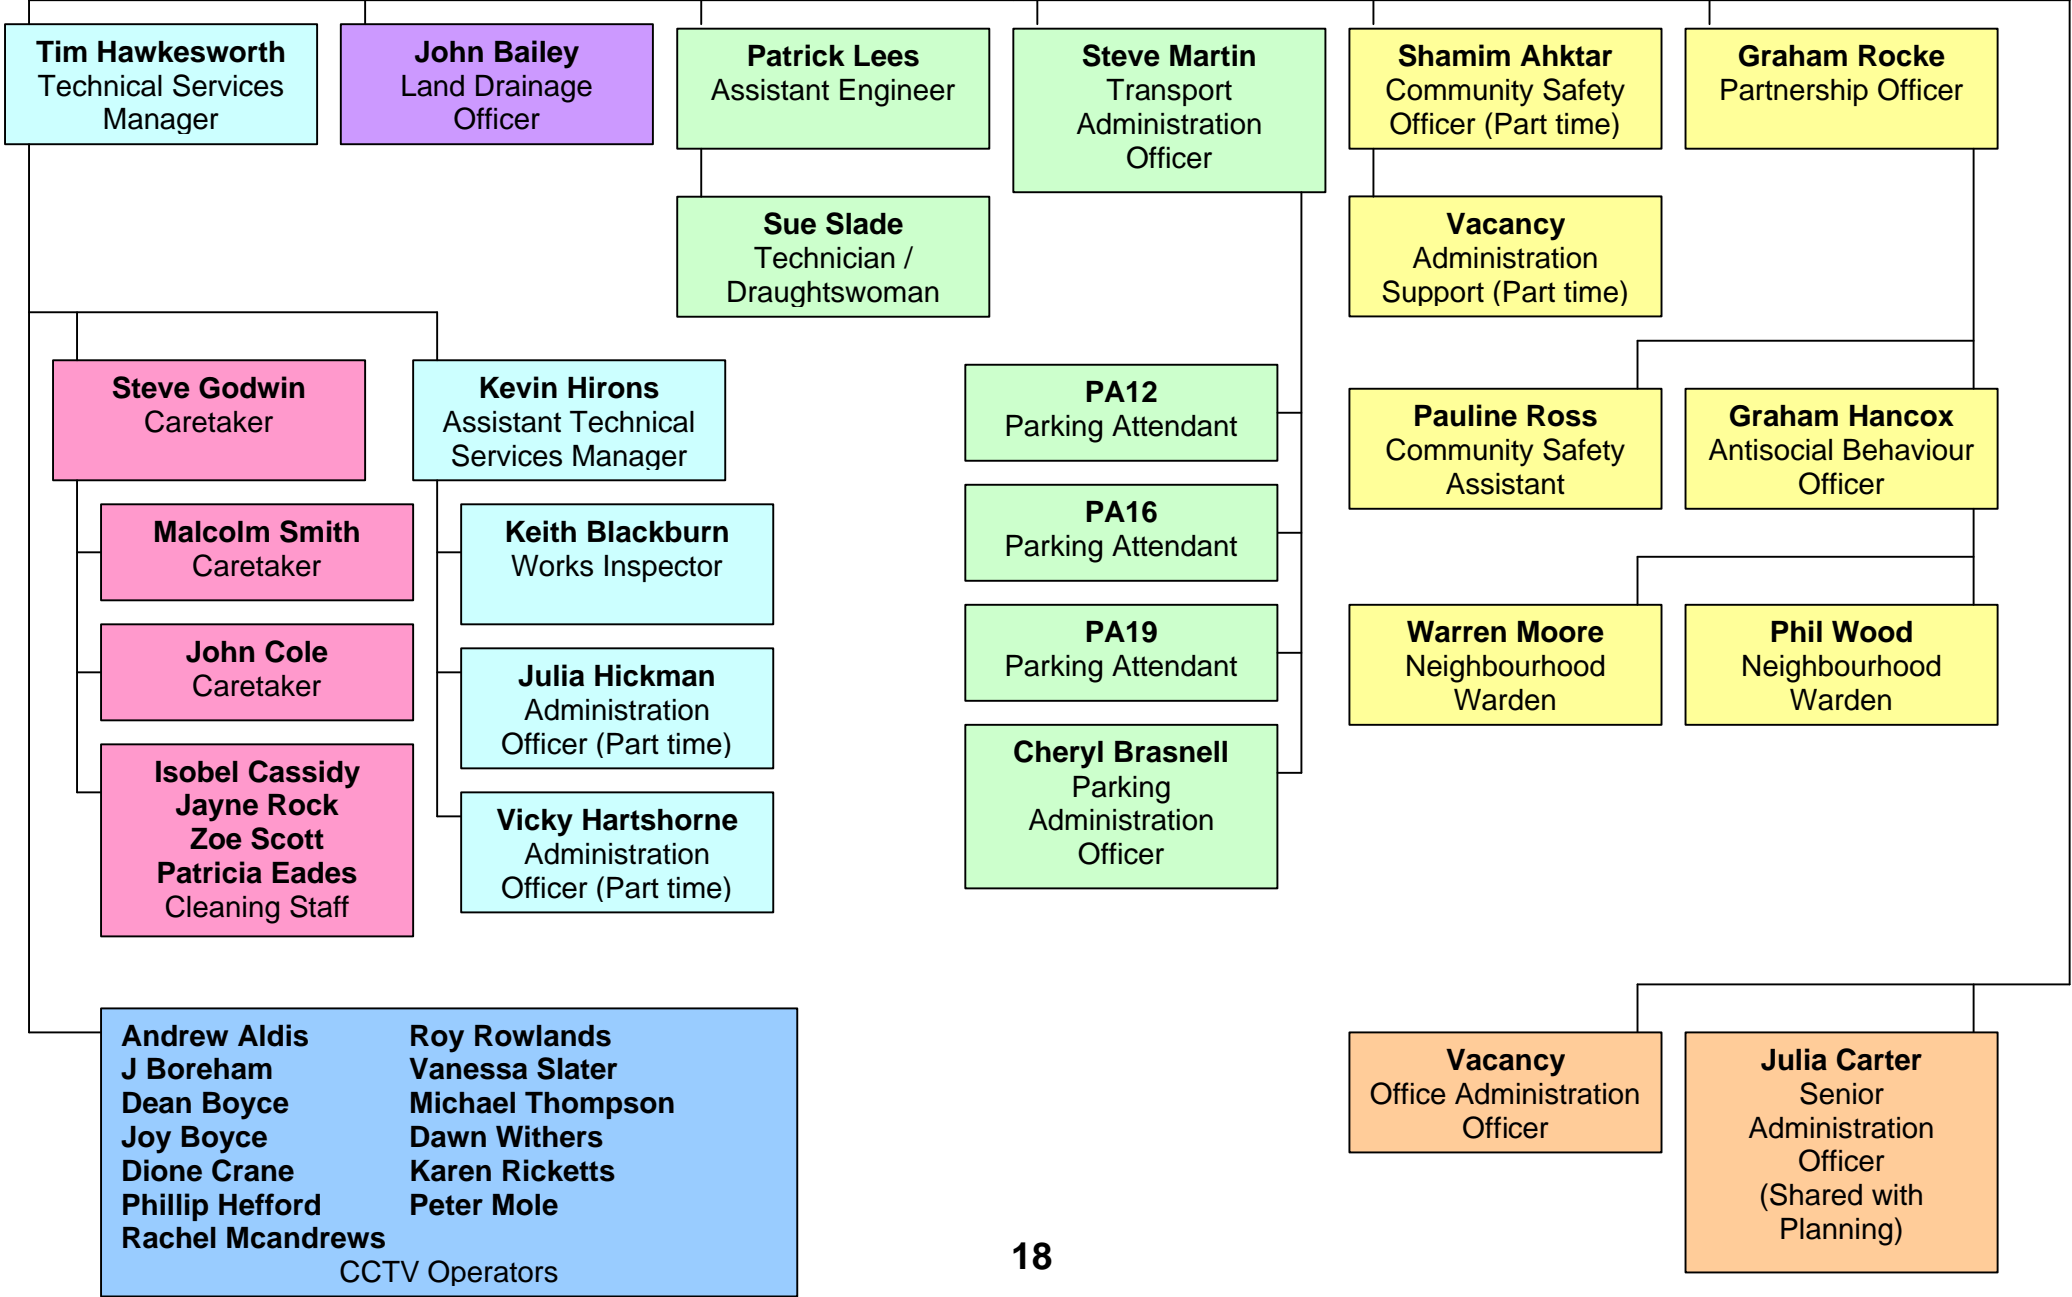 Tim Hawkesworth
Technical Services
Manager
John Bailey
Land Drainage
Officer
Patrick Lees
Assistant Engineer
Steve Martin
Transport
Administration
Officer
Shamim Ahktar
Community Safety
Officer (Part time)
Graham Rocke
Partnership Officer
Sue Slade
Technician /
Draughtswoman
Vacancy
Administration
Support (Part time)
Steve Godwin
Caretaker
Kevin Hirons
Assistant Technical
Services Manager
PA12
Parking Attendant
Pauline Ross
Community Safety
Assistant
Graham Hancox
Antisocial Behaviour
Officer
Malcolm Smith
Caretaker
Keith Blackburn
Works Inspector
PA16
Parking Attendant
John Cole
Caretaker
Julia Hickman
Administration
Officer (Part time)
PA19
Parking Attendant
Warren Moore
Neighbourhood
Warden
Phil Wood
Neighbourhood
Warden
Isobel Cassidy
Jayne Rock
Zoe Scott
Patricia Eades
Cleaning Staff
Vicky Hartshorne
Administration
Officer (Part time)
Cheryl Brasnell
Parking
Administration
Officer
Andrew Aldis Roy Rowlands
J Boreham Vanessa Slater
Dean Boyce Michael Thompson
Joy Boyce Dawn Withers
Dione Crane Karen Ricketts
Phillip Hefford Peter Mole
Rachel Mcandrews
CCTV Operators
Vacancy
Office Administration
Officer
Julia Carter
Senior
Administration
Officer
(Shared with
Planning)
18